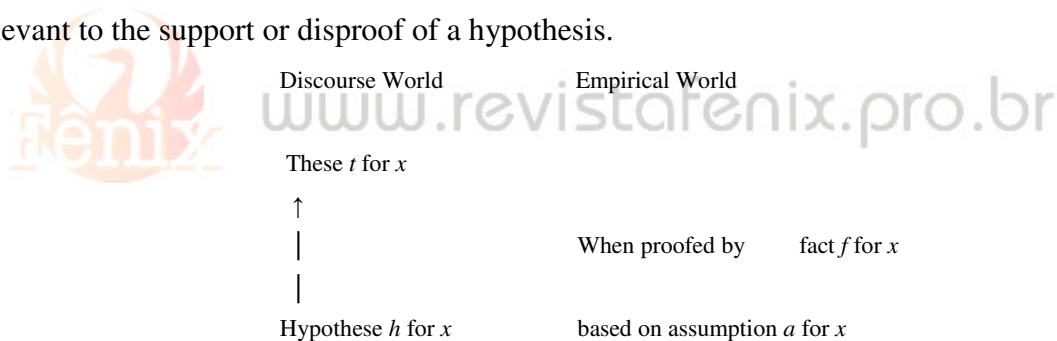 evant to the support or disproof of a hypothesis.
Discourse World Empirical World
www.revistafenix.pro.br
Fênix
These t for x
↑
|
When proofed by fact f for x
|
Hypothese h for x based on assumption a for x